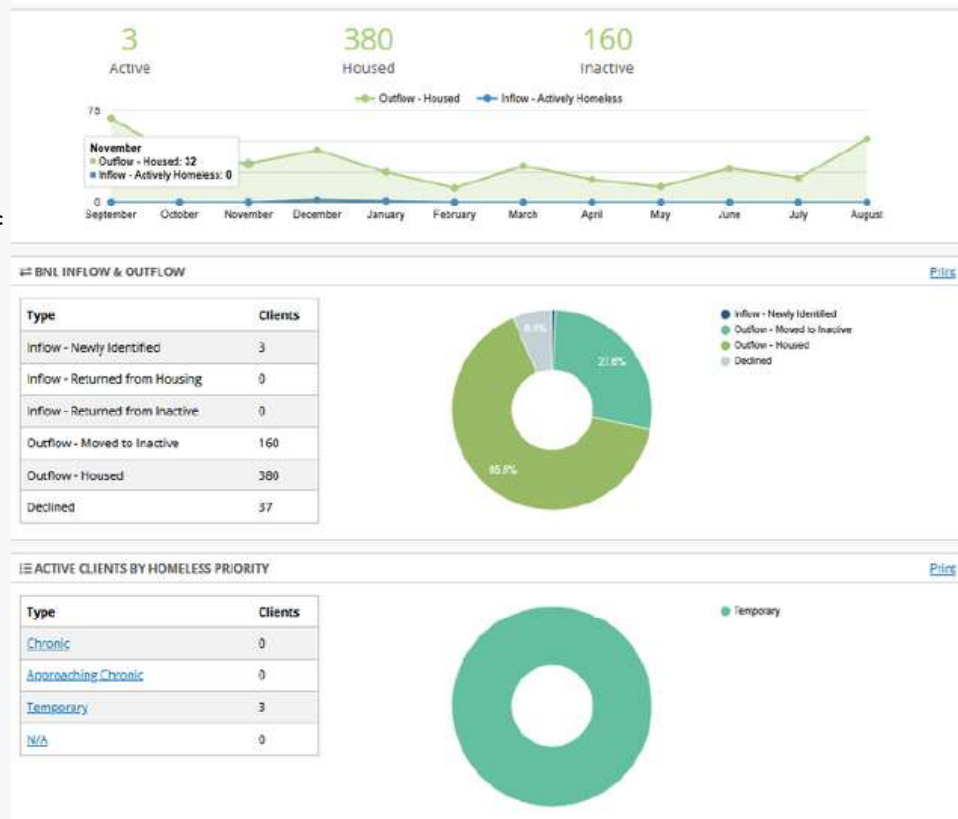 3 380 160
Active Housed Inactive
Outflow - Housed Inflow - Actively Homeless
75
November
Outflow - Housed: 32
Inflow - Actively Homeless: 0
0
September October November December January February March April May June July August
BNL INFLOW & OUTFLOW Print
Type Clients
Inflow - Newly Identified 3
Inflow - Returned from Housing 0
Inflow - Returned from Inactive 0
Outflow - Moved to Inactive 160
Outflow - Housed 380
Declined 37
6.4%
27.6%
65.5%
Inflow - Newly Identified
Outflow - Moved to Inactive
Outflow - Housed
Declined
ACTIVE CLIENTS BY HOMELESS PRIORITY Print
Type Clients
Chronic 0
Approaching Chronic 0
Temporary 3
N/A 0
Temporary